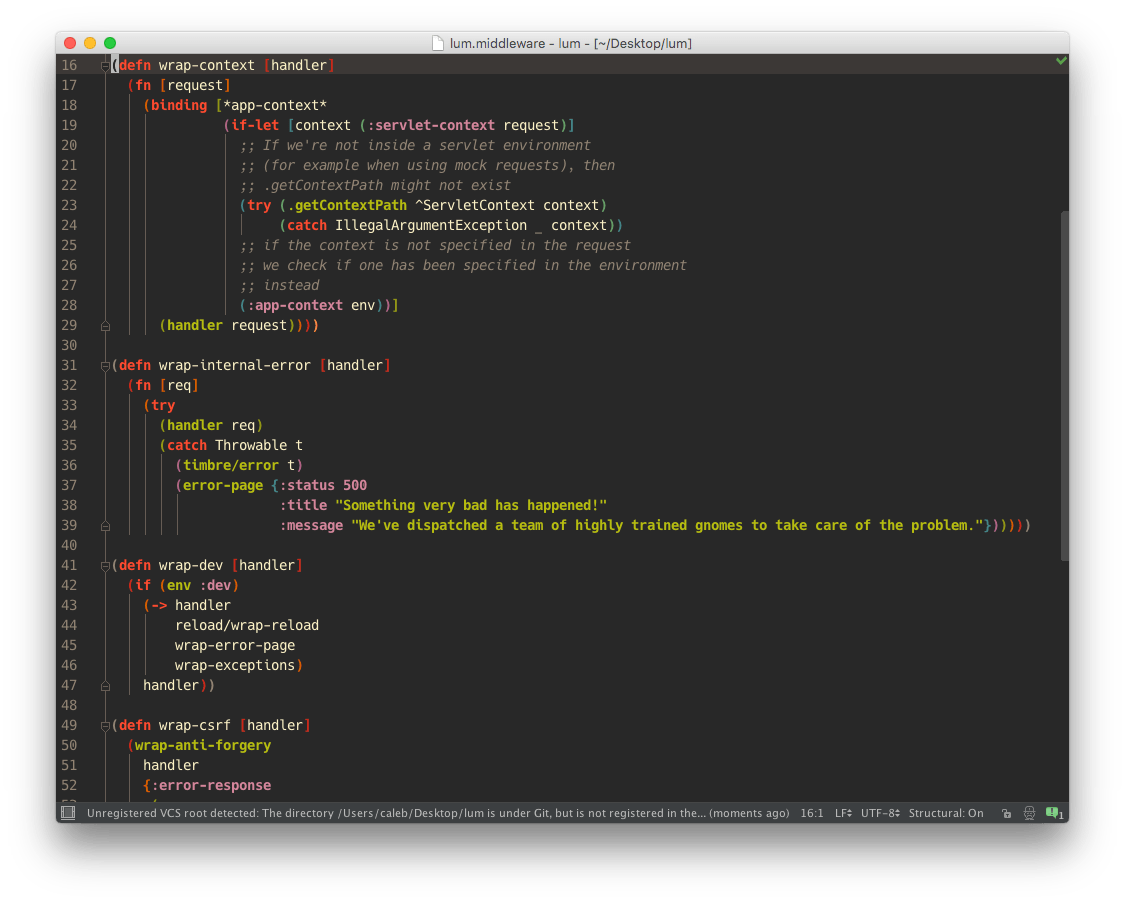 lum.middleware - lum - [~/Desktop/lum]
16 (defn wrap-context [handler]
17 (fn [request]
18 (binding [*app-context*
19 (if-let [context (:servlet-context request)]
20 ;; If we're not inside a servlet environment
21 ;; (for example when using mock requests), then
22 ;; .getContextPath might not exist
23 (try (.getContextPath ^ServletContext context)
24 (catch IllegalArgumentException _ context))
25 ;; if the context is not specified in the request
26 ;; we check if one has been specified in the environment
27 ;; instead
28 (:app-context env))]
29 (handler request))))
30
31 (defn wrap-internal-error [handler]
32 (fn [req]
33 (try
34 (handler req)
35 (catch Throwable t
36 (timbre/error t)
37 (error-page {:status 500
38 :title "Something very bad has happened!"
39 :message "We've dispatched a team of highly trained gnomes to take care of the problem."})))))
40
41 (defn wrap-dev [handler]
42 (if (env :dev)
43 (-> handler
44 reload/wrap-reload
45 wrap-error-page
46 wrap-exceptions)
47 handler))
48
49 (defn wrap-csrf [handler]
50 (wrap-anti-forgery
51 handler
52 {:error-response
Unregistered VCS root detected: The directory /Users/caleb/Desktop/lum is under Git, but is not registered in the... (moments ago) 16:1 LF UTF-8 Structural: On 1